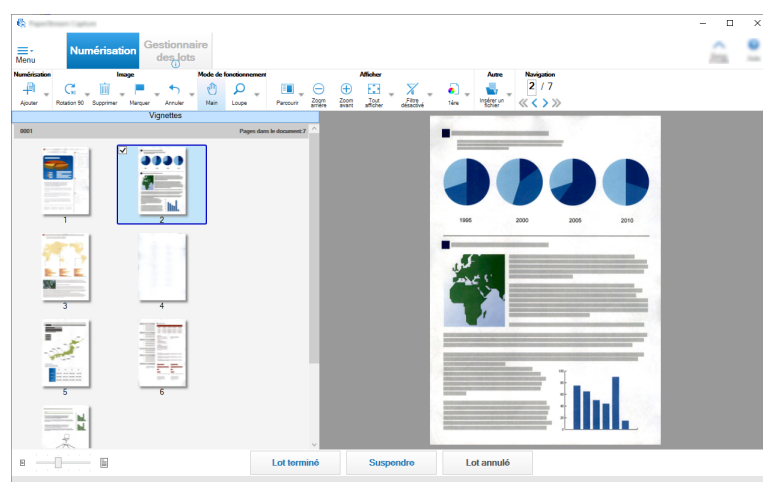 Menu
Numérisation
Gestionnaire
des lots
Numérisation Image Mode de fonctionnement Afficher Autre Navigation
Ajouter Rotation 90 Supprimer Marquer Annuler Main Loupe Parcourir Zoom arrière Zoom avant Tout afficher Filtre désactivé 1ère Insérer un fichier
2 / 7
Vignettes
0001 Pages dans le document:7
1 2
3 4
5 6
1995 2000 2005 2010
Lot terminé Suspendre Lot annulé